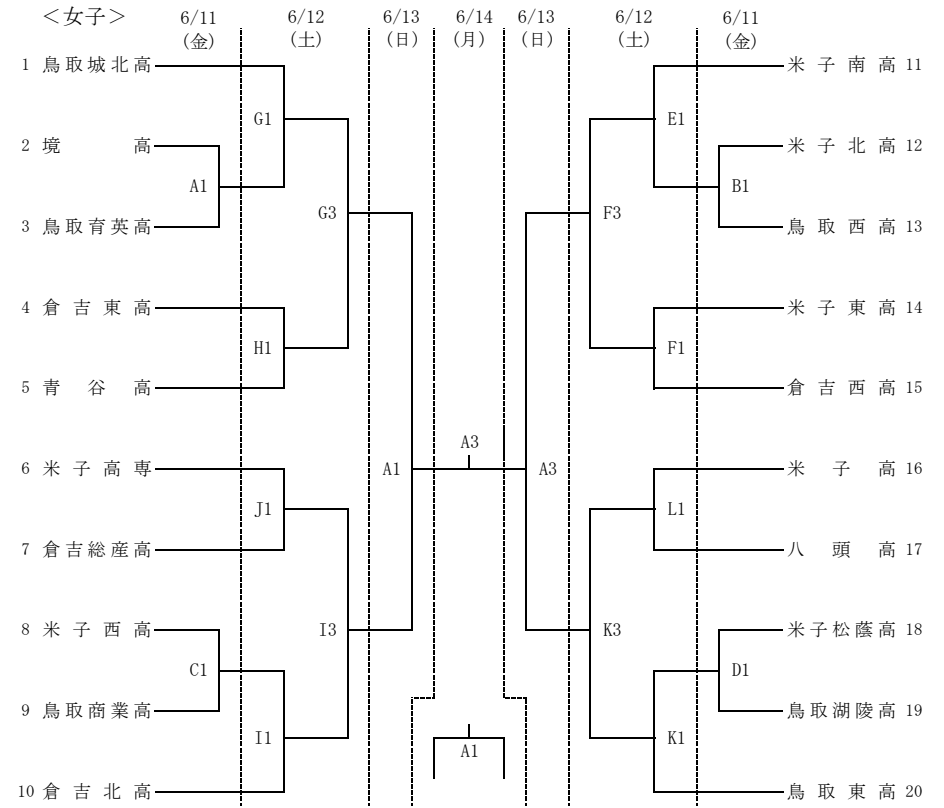 ＜女子＞ 6/11 6/12 6/13 6/14 6/13 6/12 6/11
(金) (土) (日) (月) (日) (土) (金)
1 鳥取城北高 米子南高 11
G1 E1
2 境高 米子北高 12
A1 B1
G3 F3
3 鳥取育英高 鳥取西高 13
4 倉吉東高 米子東高 14
H1 F1
5 青谷高 倉吉西高 15
A3
6 米子高専 A1 A3 米子高 16
J1 L1
7 倉吉総産高 八頭高 17
8 米子西高 I3 K3 米子松蔭高 18
C1 D1
9 鳥取商業高 鳥取湖陵高 19
I1 K1
A1
10 倉吉北高 鳥取東高 20